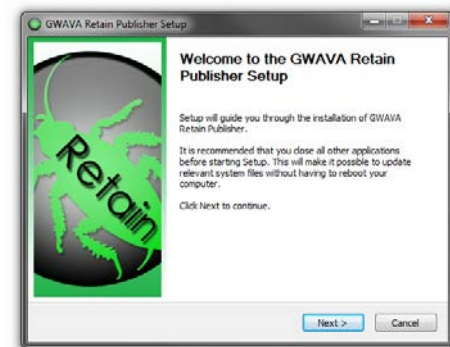 GWAVA Retain Publisher Setup
Welcome to the GWAVA Retain
Publisher Setup
Setup will guide you through the installation of GWAVA
Retain Publisher.
It is recommended that you close all other applications
before starting Setup. This will make it possible to update
relevant system files without having to reboot your
computer.
Click Next to continue.
Retain
Next >
Cancel